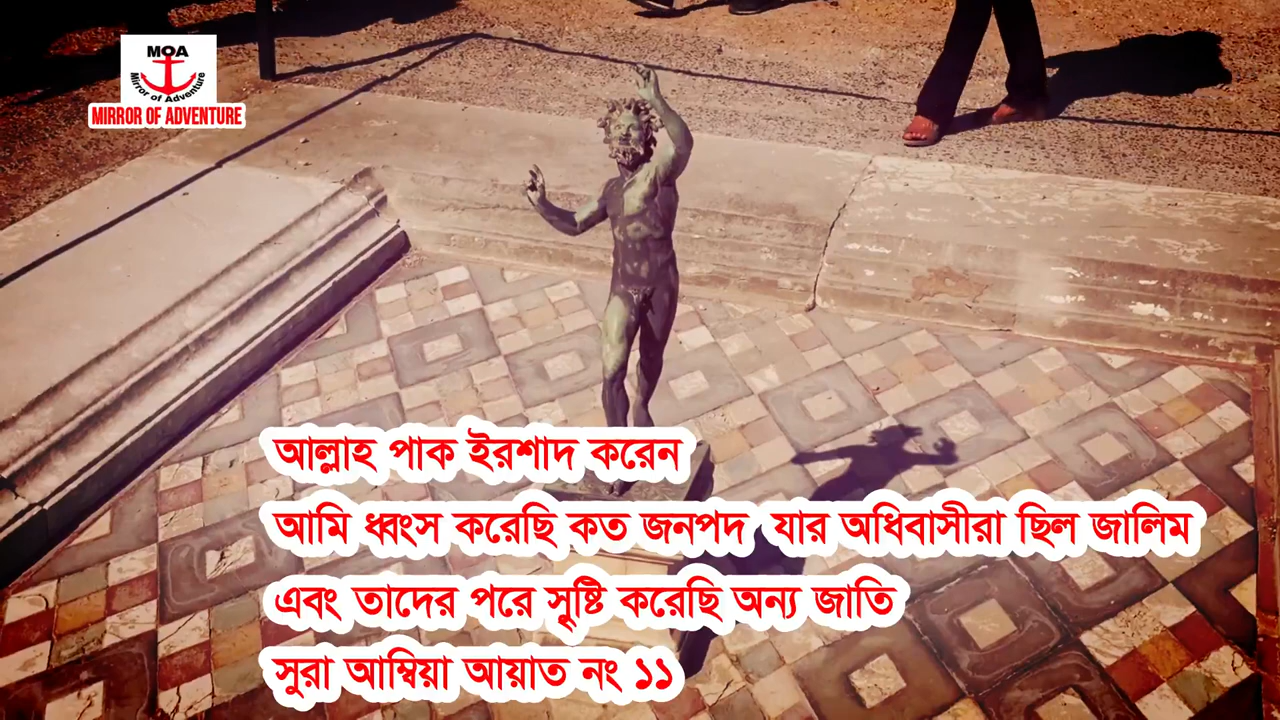 MOA
Mirror of Adventure
MIRROR OF ADVENTURE
আল্লাহ পাক ইরশাদ করেন
আমি ধ্বংস করেছি কত জনপদ যার অধিবাসীরা ছিল জালিম
এবং তাদের পরে সৃষ্টি করেছি অন্য জাতি
সুরা আম্বিয়া আয়াত নং ১১